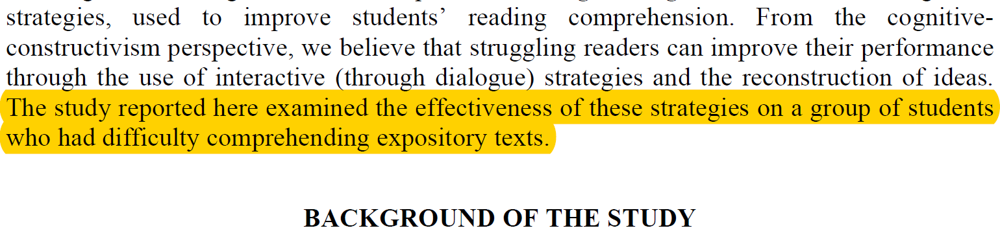 strategies, used to improve students’ reading comprehension. From the cognitive-
constructivism perspective, we believe that struggling readers can improve their performance
through the use of interactive (through dialogue) strategies and the reconstruction of ideas.
The study reported here examined the effectiveness of these strategies on a group of students
who had difficulty comprehending expository texts.
BACKGROUND OF THE STUDY